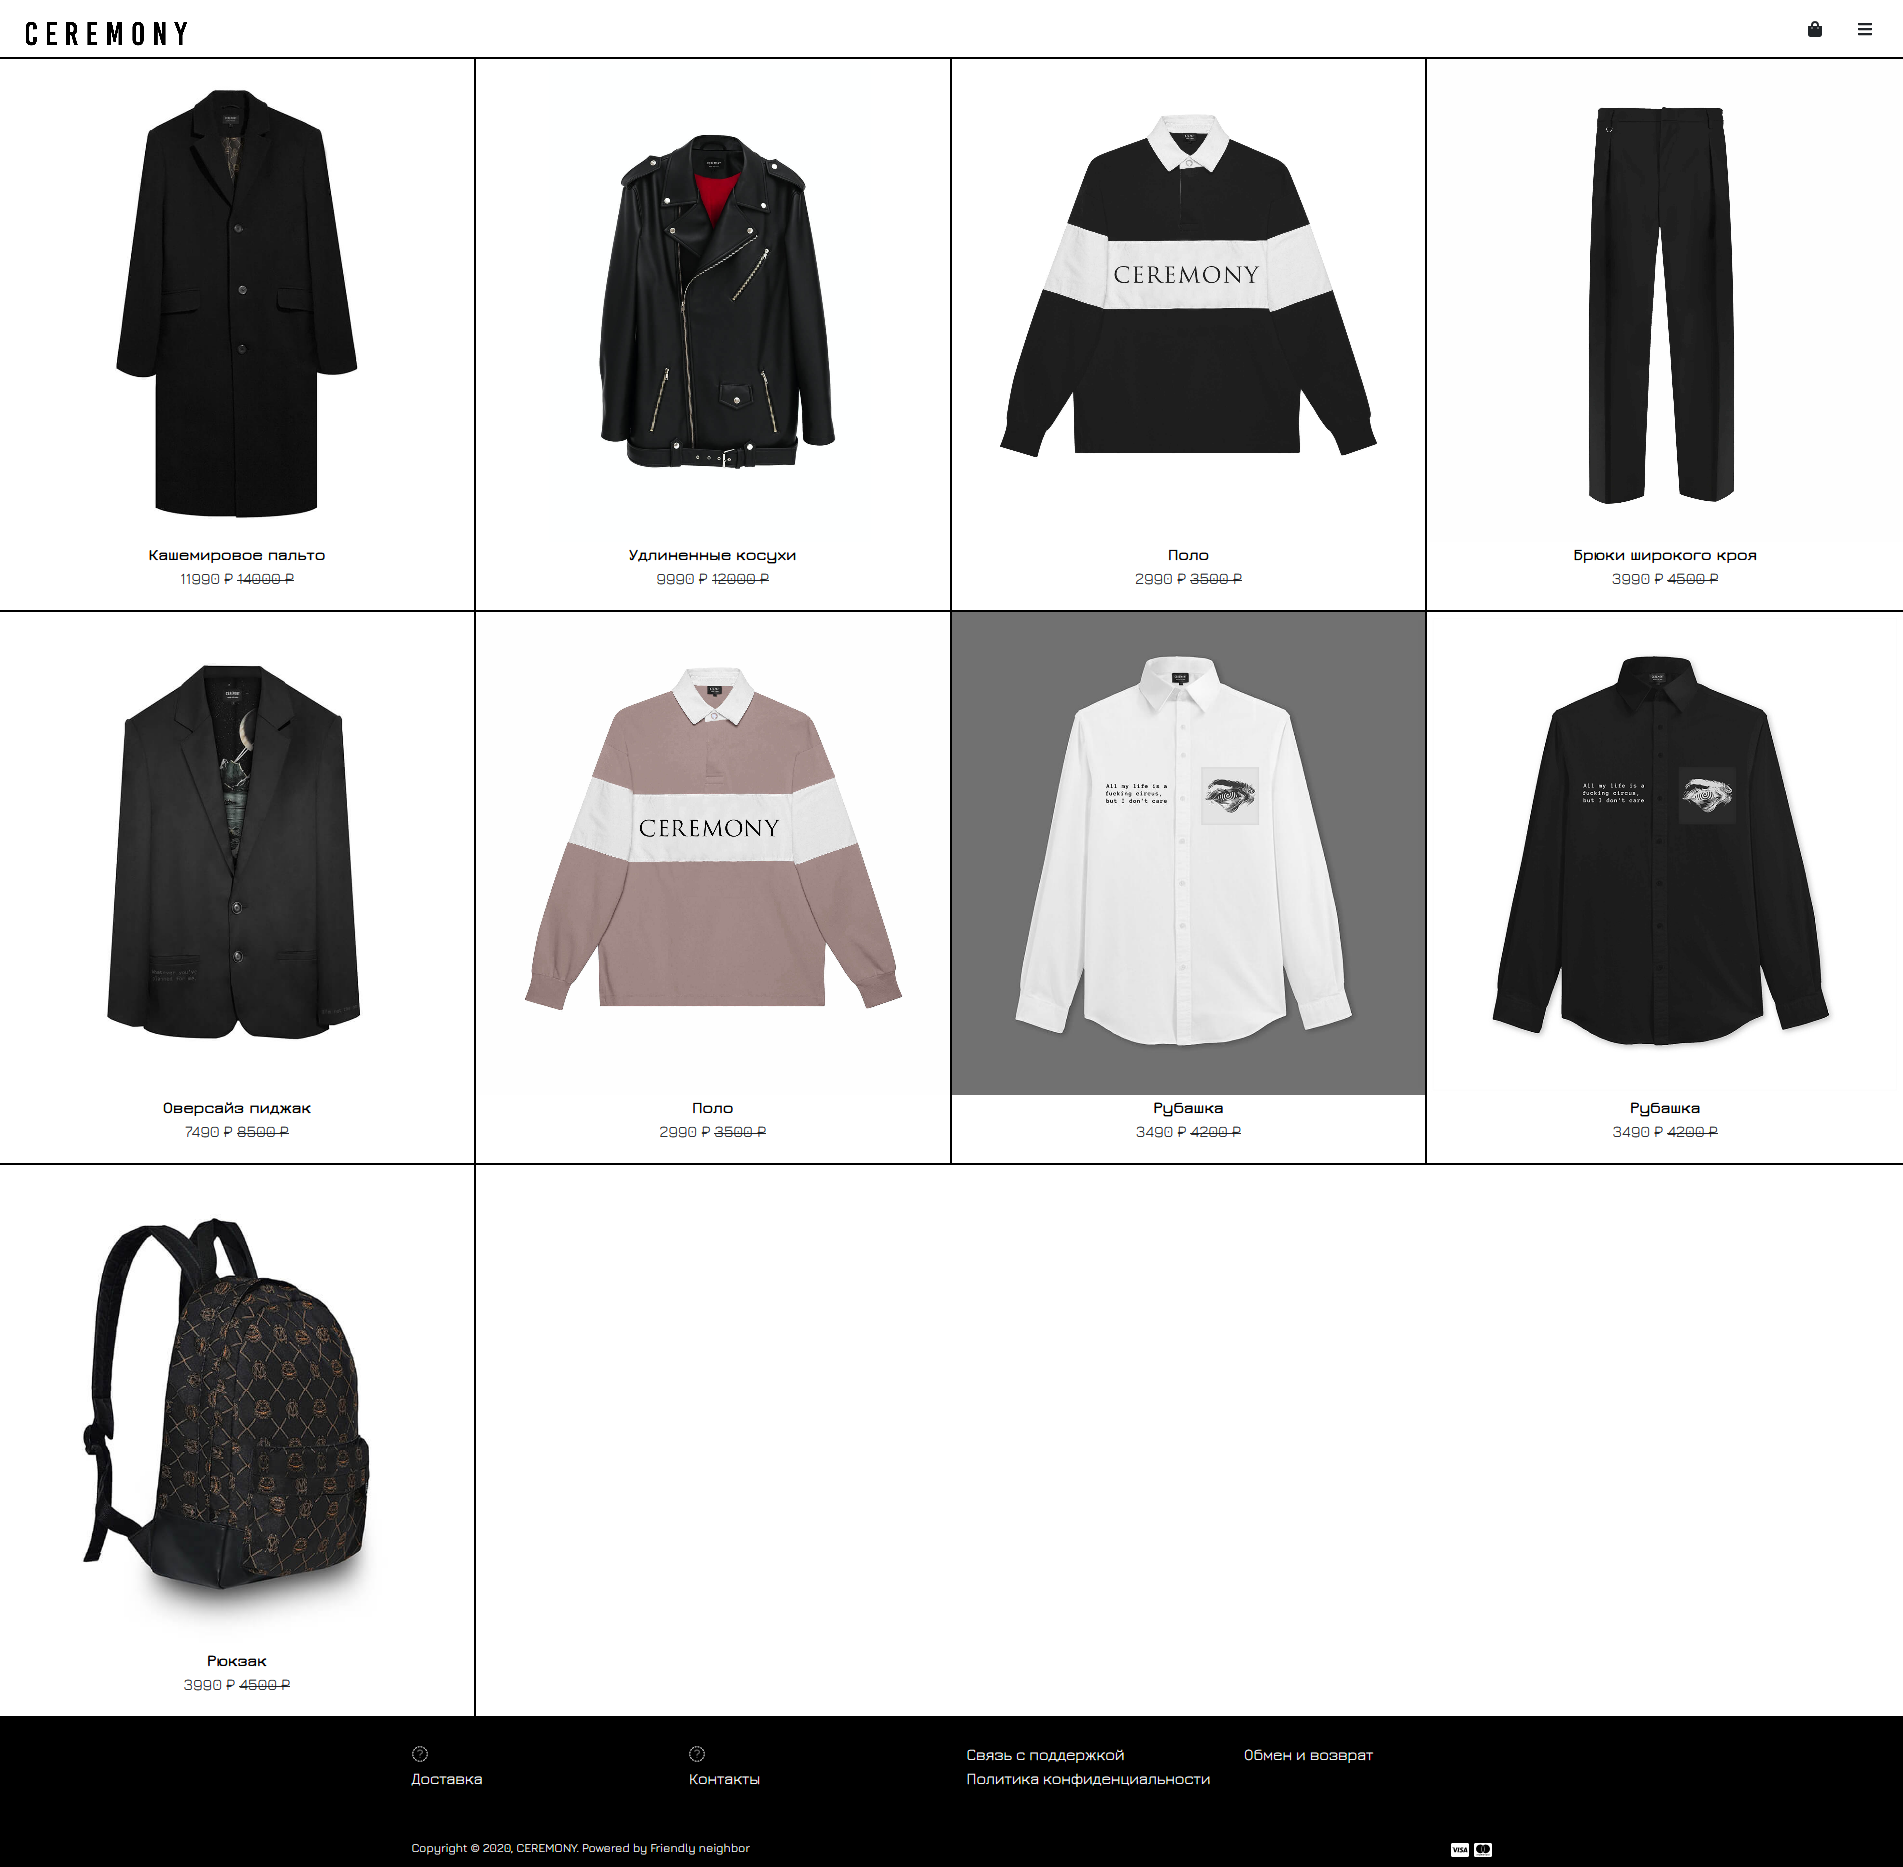 CEREMONY
CEREMONY
Кашемировое пальто
11990 ₽ 14000 ₽
Удлиненные косухи
9990 ₽ 12000 ₽
Поло
2990 ₽ 3500 ₽
Брюки широкого кроя
3990 ₽ 4500 ₽
CEREMONY
All my life is a
fucking circus,
but I don't care
All my life is a
fucking circus,
but I don't care
Оверсайз пиджак
7490 ₽ 8500 ₽
Поло
2990 ₽ 3500 ₽
Рубашка
3490 ₽ 4200 ₽
Рубашка
3490 ₽ 4200 ₽
Рюкзак
3990 ₽ 4500 ₽
Доставка
Контакты
Связь с поддержкой
Политика конфиденциальности
Обмен и возврат
Copyright © 2020, CEREMONY. Powered by Friendly neighbor
VISA